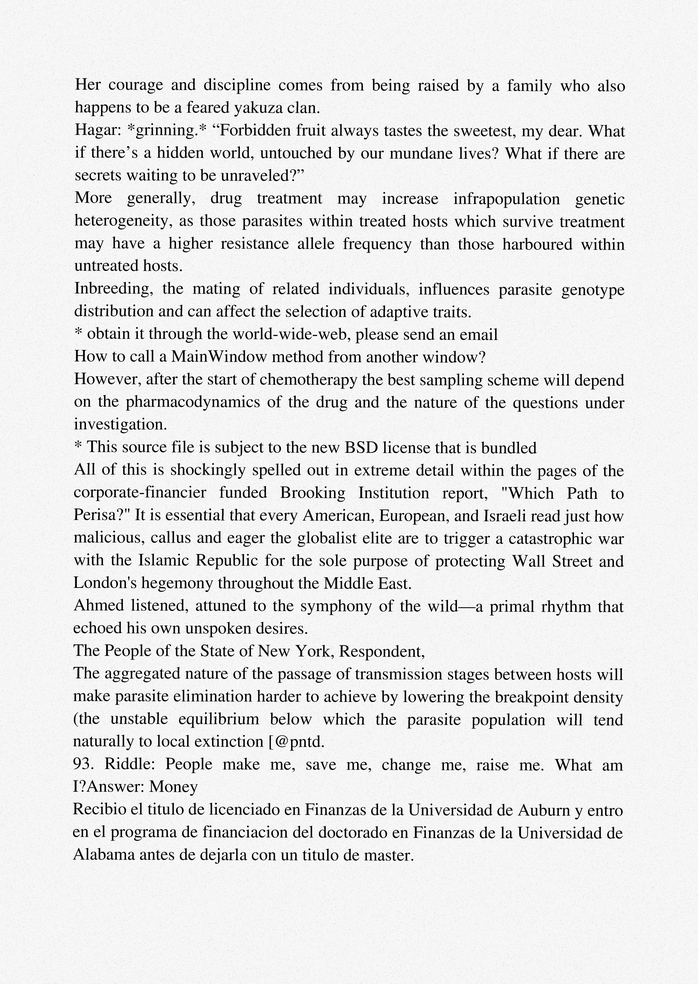 Her courage and discipline comes from being raised by a family who also
happens to be a feared yakuza clan.
Hagar: *grinning.* “Forbidden fruit always tastes the sweetest, my dear. What
if there’s a hidden world, untouched by our mundane lives? What if there are
secrets waiting to be unraveled?”
More generally, drug treatment may increase infrapopulation genetic
heterogeneity, as those parasites within treated hosts which survive treatment
may have a higher resistance allele frequency than those harboured within
untreated hosts.
Inbreeding, the mating of related individuals, influences parasite genotype
distribution and can affect the selection of adaptive traits.
* obtain it through the world-wide-web, please send an email
How to call a MainWindow method from another window?
However, after the start of chemotherapy the best sampling scheme will depend
on the pharmacodynamics of the drug and the nature of the questions under
investigation.
* This source file is subject to the new BSD license that is bundled
All of this is shockingly spelled out in extreme detail within the pages of the
corporate-financier funded Brooking Institution report, "Which Path to
Perisa?" It is essential that every American, European, and Israeli read just how
malicious, callus and eager the globalist elite are to trigger a catastrophic war
with the Islamic Republic for the sole purpose of protecting Wall Street and
London's hegemony throughout the Middle East.
Ahmed listened, attuned to the symphony of the wild—a primal rhythm that
echoed his own unspoken desires.
The People of the State of New York, Respondent,
The aggregated nature of the passage of transmission stages between hosts will
make parasite elimination harder to achieve by lowering the breakpoint density
(the unstable equilibrium below which the parasite population will tend
naturally to local extinction [@pntd.
93. Riddle: People make me, save me, change me, raise me. What am
I?Answer: Money
Recibio el titulo de licenciado en Finanzas de la Universidad de Auburn y entro
en el programa de financiacion del doctorado en Finanzas de la Universidad de
Alabama antes de dejarla con un titulo de master.